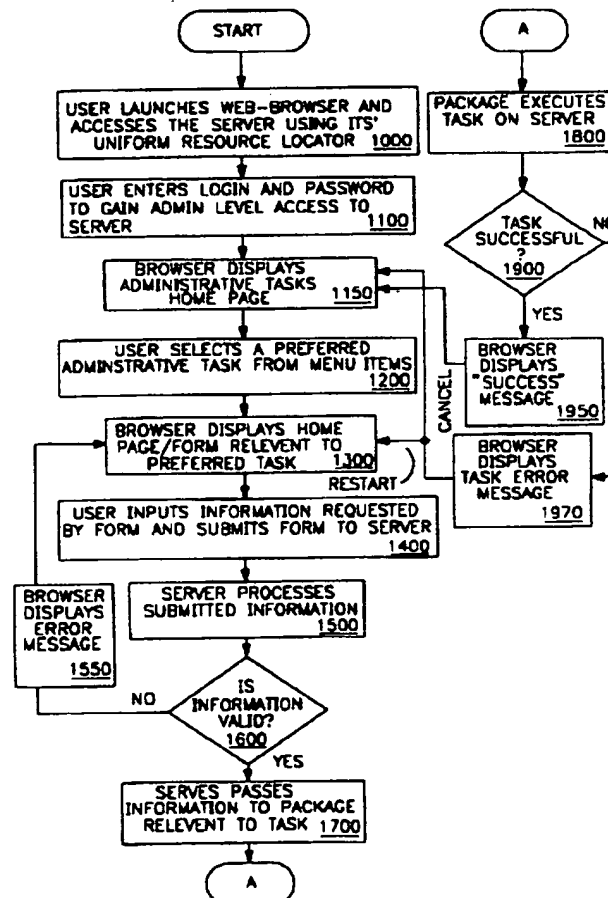 START
USER LAUNCHES WEB-BROWSER AND
ACCESSES THE SERVER USING ITS'
UNIFORM RESOURCE LOCATOR
1000
USER ENTERS LOGIN AND PASSWORD
TO GAIN ADMIN LEVEL ACCESS TO
SERVER
1100
BROWSER DISPLAYS
ADMINISTRATIVE TASKS
HOME PAGE
1150
USER SELECTS A PREFERRED
ADMINSTRATIVE TASK FROM MENU ITEMS
1200
BROWSER DISPLAYS HOME
PAGE/FORM RELEVENT TO
PREFERRED TASK
1300
USER INPUTS INFORMATION REQUESTED
BY FORM AND SUBMITS FORM TO SERVER
1400
SERVER PROCESSES
SUBMITTED INFORMATION
1500
BROWSER
DISPLAYS
ERROR
MESSAGE
1550
IS
INFORMATION
VALID?
1600
NO
YES
SERVES PASSES
INFORMATION TO PACKAGE
RELEVENT TO TASK
1700
A
A
PACKAGE EXECUTES
TASK ON SERVER
1800
TASK
SUCCESSFUL
?
1900
NO
YES
BROWSER
DISPLAYS
"SUCCESS"
MESSAGE
1950
CANCEL
RESTART
BROWSER
DISPLAYS
TASK ERROR
MESSAGE
1970